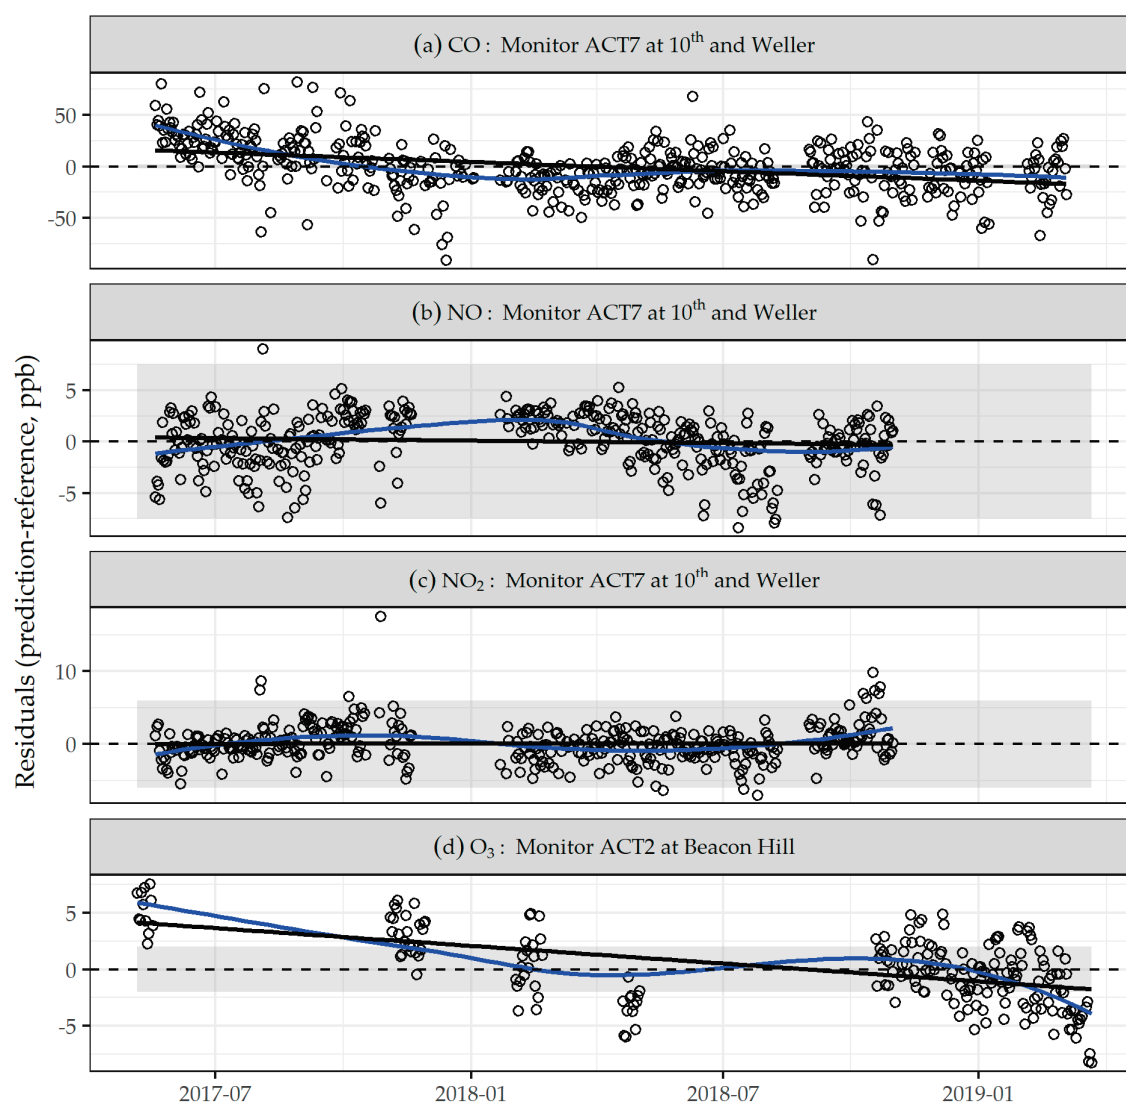 (a) CO : Monitor ACT7 at 10th and Weller
50
0
-50
(b) NO : Monitor ACT7 at 10th and Weller
5
0
-5
(c) NO₂ : Monitor ACT7 at 10th and Weller
10
0
(d) O₃ : Monitor ACT2 at Beacon Hill
5
0
-5
2017-07 2018-01 2018-07 2019-01
Residuals (prediction-reference, ppb)